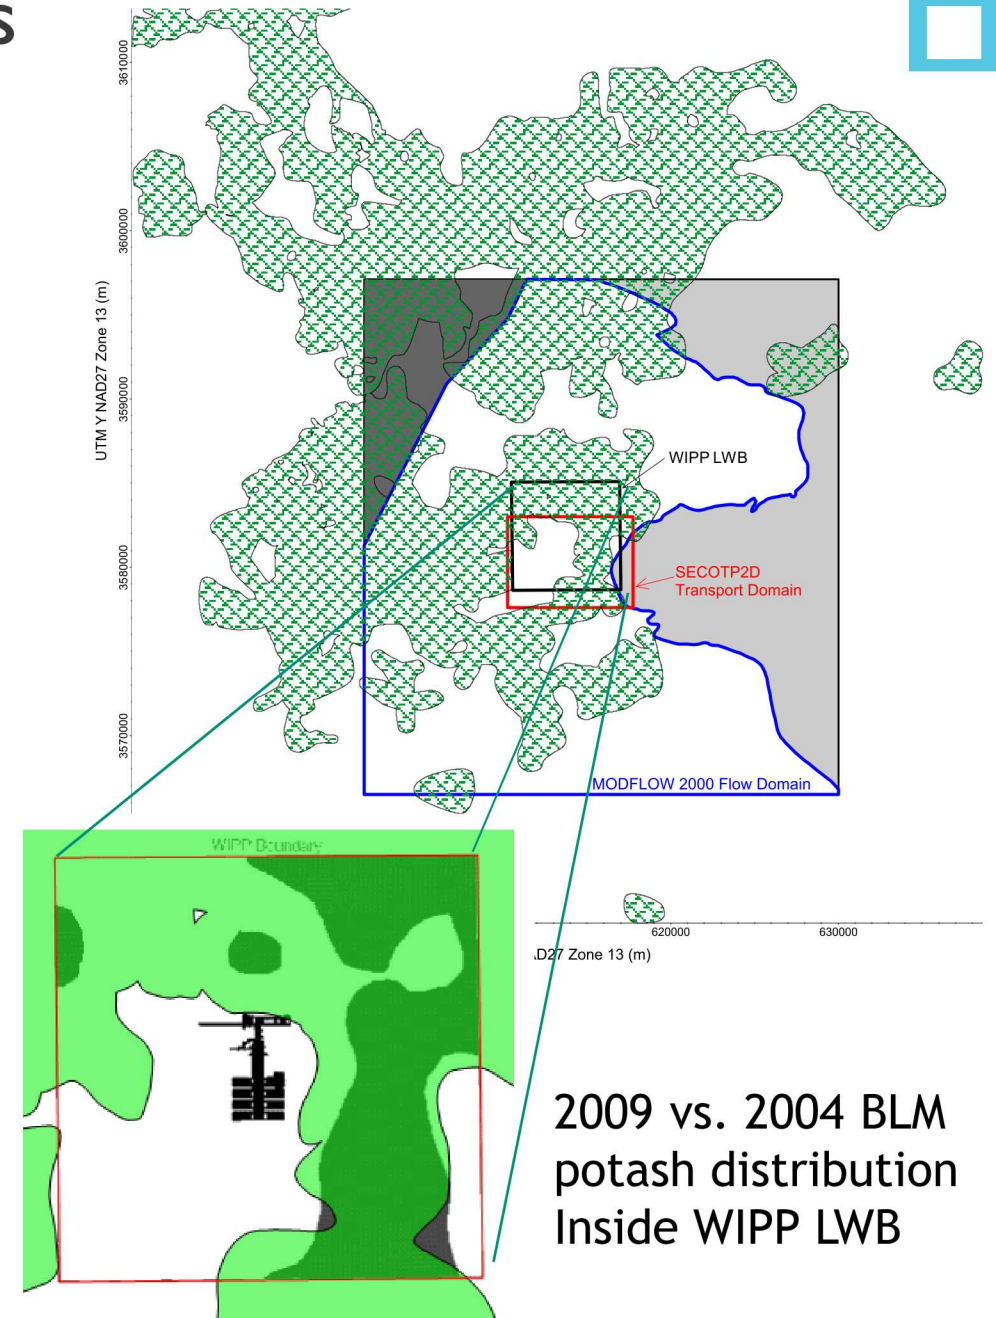 S
3610000
3600000
3590000
3580000
3570000
UTM Y NAD27 Zone 13 (m)
WIPP LWB
SECOTP2D
Transport Domain
MODFLOW 2000 Flow Domain
WIPP Boundary
620000
630000
D27 Zone 13 (m)
2009 vs. 2004 BLM
potash distribution
Inside WIPP LWB